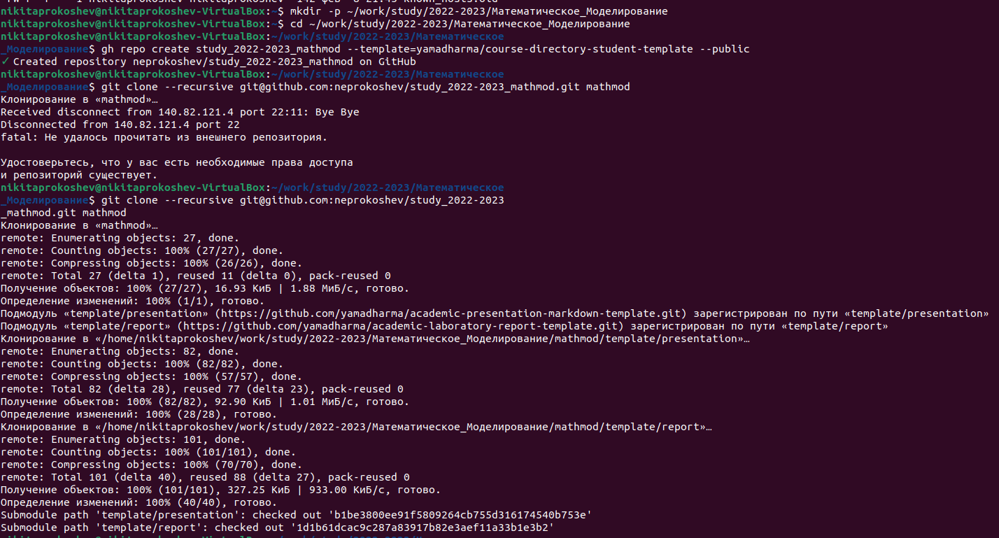 nikitaprokoshev@nikitaprokoshev-VirtualBox:~$ mkdir -p ~/work/study/2022-2023/Математическое_Моделирование
nikitaprokoshev@nikitaprokoshev-VirtualBox:~$ cd ~/work/study/2022-2023/Математическое_Моделирование
nikitaprokoshev@nikitaprokoshev-VirtualBox:~/work/study/2022-2023/Математическое
_Моделирование$ gh repo create study_2022-2023_mathmod --template=yamadharma/course-directory-student-template --public
✓ Created repository neprokoshev/study_2022-2023_mathmod on GitHub
nikitaprokoshev@nikitaprokoshev-VirtualBox:~/work/study/2022-2023/Математическое
_Моделирование$ git clone --recursive git@github.com:neprokoshev/study_2022-2023_mathmod.git mathmod
Клонирование в «mathmod»…
Received disconnect from 140.82.121.4 port 22:11: Bye Bye
Disconnected from 140.82.121.4 port 22
fatal: Не удалось прочитать из внешнего репозитория.

Удостоверьтесь, что у вас есть необходимые права доступа
и репозиторий существует.
nikitaprokoshev@nikitaprokoshev-VirtualBox:~/work/study/2022-2023/Математическое
_Моделирование$ git clone --recursive git@github.com:neprokoshev/study_2022-2023
_mathmod.git mathmod
Клонирование в «mathmod»…
remote: Enumerating objects: 27, done.
remote: Counting objects: 100% (27/27), done.
remote: Compressing objects: 100% (26/26), done.
remote: Total 27 (delta 1), reused 11 (delta 0), pack-reused 0
Получение объектов: 100% (27/27), 16.93 КиБ | 1.88 МиБ/с, готово.
Определение изменений: 100% (1/1), готово.
Подмодуль «template/presentation» (https://github.com/yamadharma/academic-presentation-markdown-template.git) зарегистрирован по пути «template/presentation»
Подмодуль «template/report» (https://github.com/yamadharma/academic-laboratory-report-template.git) зарегистрирован по пути «template/report»
Клонирование в «/home/nikitaprokoshev/work/study/2022-2023/Математическое_Моделирование/mathmod/template/presentation»…
remote: Enumerating objects: 82, done.
remote: Counting objects: 100% (82/82), done.
remote: Compressing objects: 100% (57/57), done.
remote: Total 82 (delta 28), reused 77 (delta 23), pack-reused 0
Получение объектов: 100% (82/82), 92.90 КиБ | 1.01 МиБ/с, готово.
Определение изменений: 100% (28/28), готово.
Клонирование в «/home/nikitaprokoshev/work/study/2022-2023/Математическое_Моделирование/mathmod/template/report»…
remote: Enumerating objects: 101, done.
remote: Counting objects: 100% (101/101), done.
remote: Compressing objects: 100% (70/70), done.
remote: Total 101 (delta 40), reused 88 (delta 27), pack-reused 0
Получение объектов: 100% (101/101), 327.25 КиБ | 933.00 КиБ/с, готово.
Определение изменений: 100% (40/40), готово.
Submodule path 'template/presentation': checked out 'b1be3800ee91f5809264cb755d316174540b753e'
Submodule path 'template/report': checked out '1d1b61dcac9c287a83917b82e3aef11a33b1e3b2'